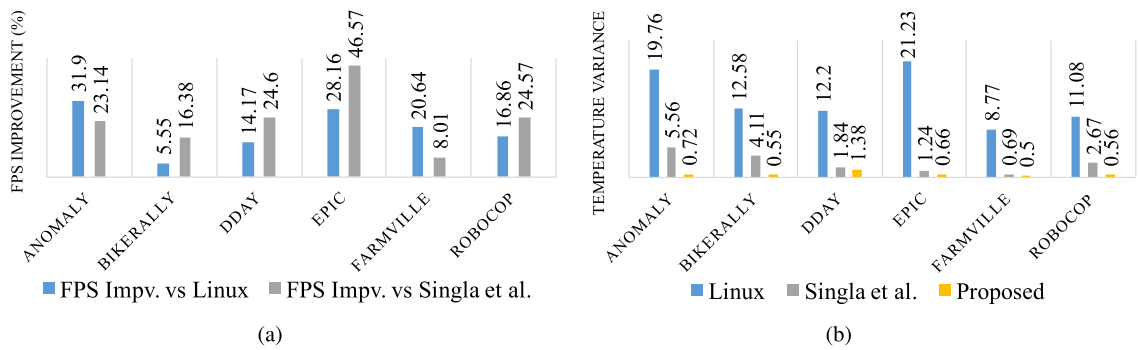 FPS IMPROVEMENT (%)
31.9
23.14
5.55
16.38
14.17
24.6
28.16
46.57
20.64
8.01
16.86
24.57
ANOMALY
BIKERALLY
DDAY
EPIC
FARMVILLE
ROBOCOP
FPS Impv. vs Linux
FPS Impv. vs Singla et al.
(a)
TEMPERATURE VARIANCE
19.76
5.56
0.72
12.58
4.11
0.55
12.2
1.84
1.38
21.23
1.24
0.66
8.77
0.69
0.5
11.08
2.67
0.56
ANOMALY
BIKERALLY
DDAY
EPIC
FARMVILLE
ROBOCOP
Linux
Singla et al.
Proposed
(b)